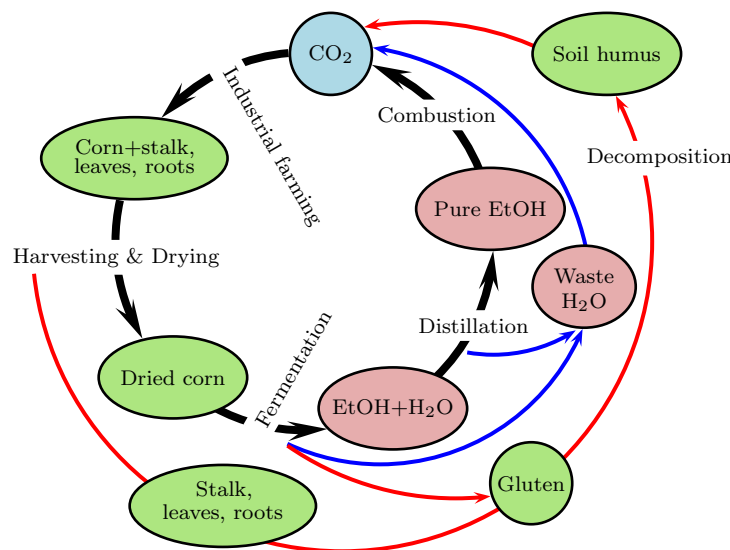 CO₂
Soil humus
Industrial farming
Combustion
Corn+stalk,
leaves, roots
Decomposition
Pure EtOH
Harvesting & Drying
Waste
H₂O
Distillation
Fermentation
Dried corn
EtOH+H₂O
Stalk,
leaves, roots
Gluten